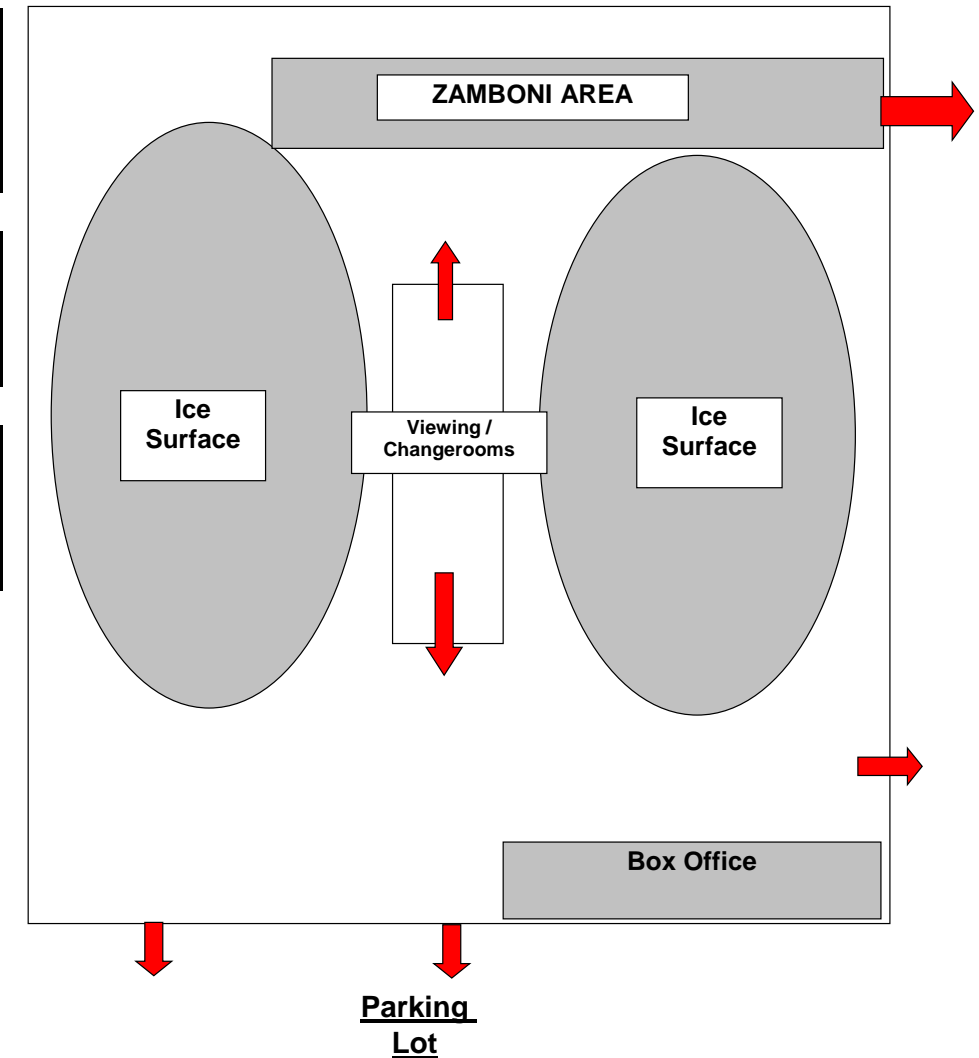 ZAMBONI AREA
Ice
Surface
Viewing /
Changerooms
Ice
Surface
Box Office
Parking
Lot